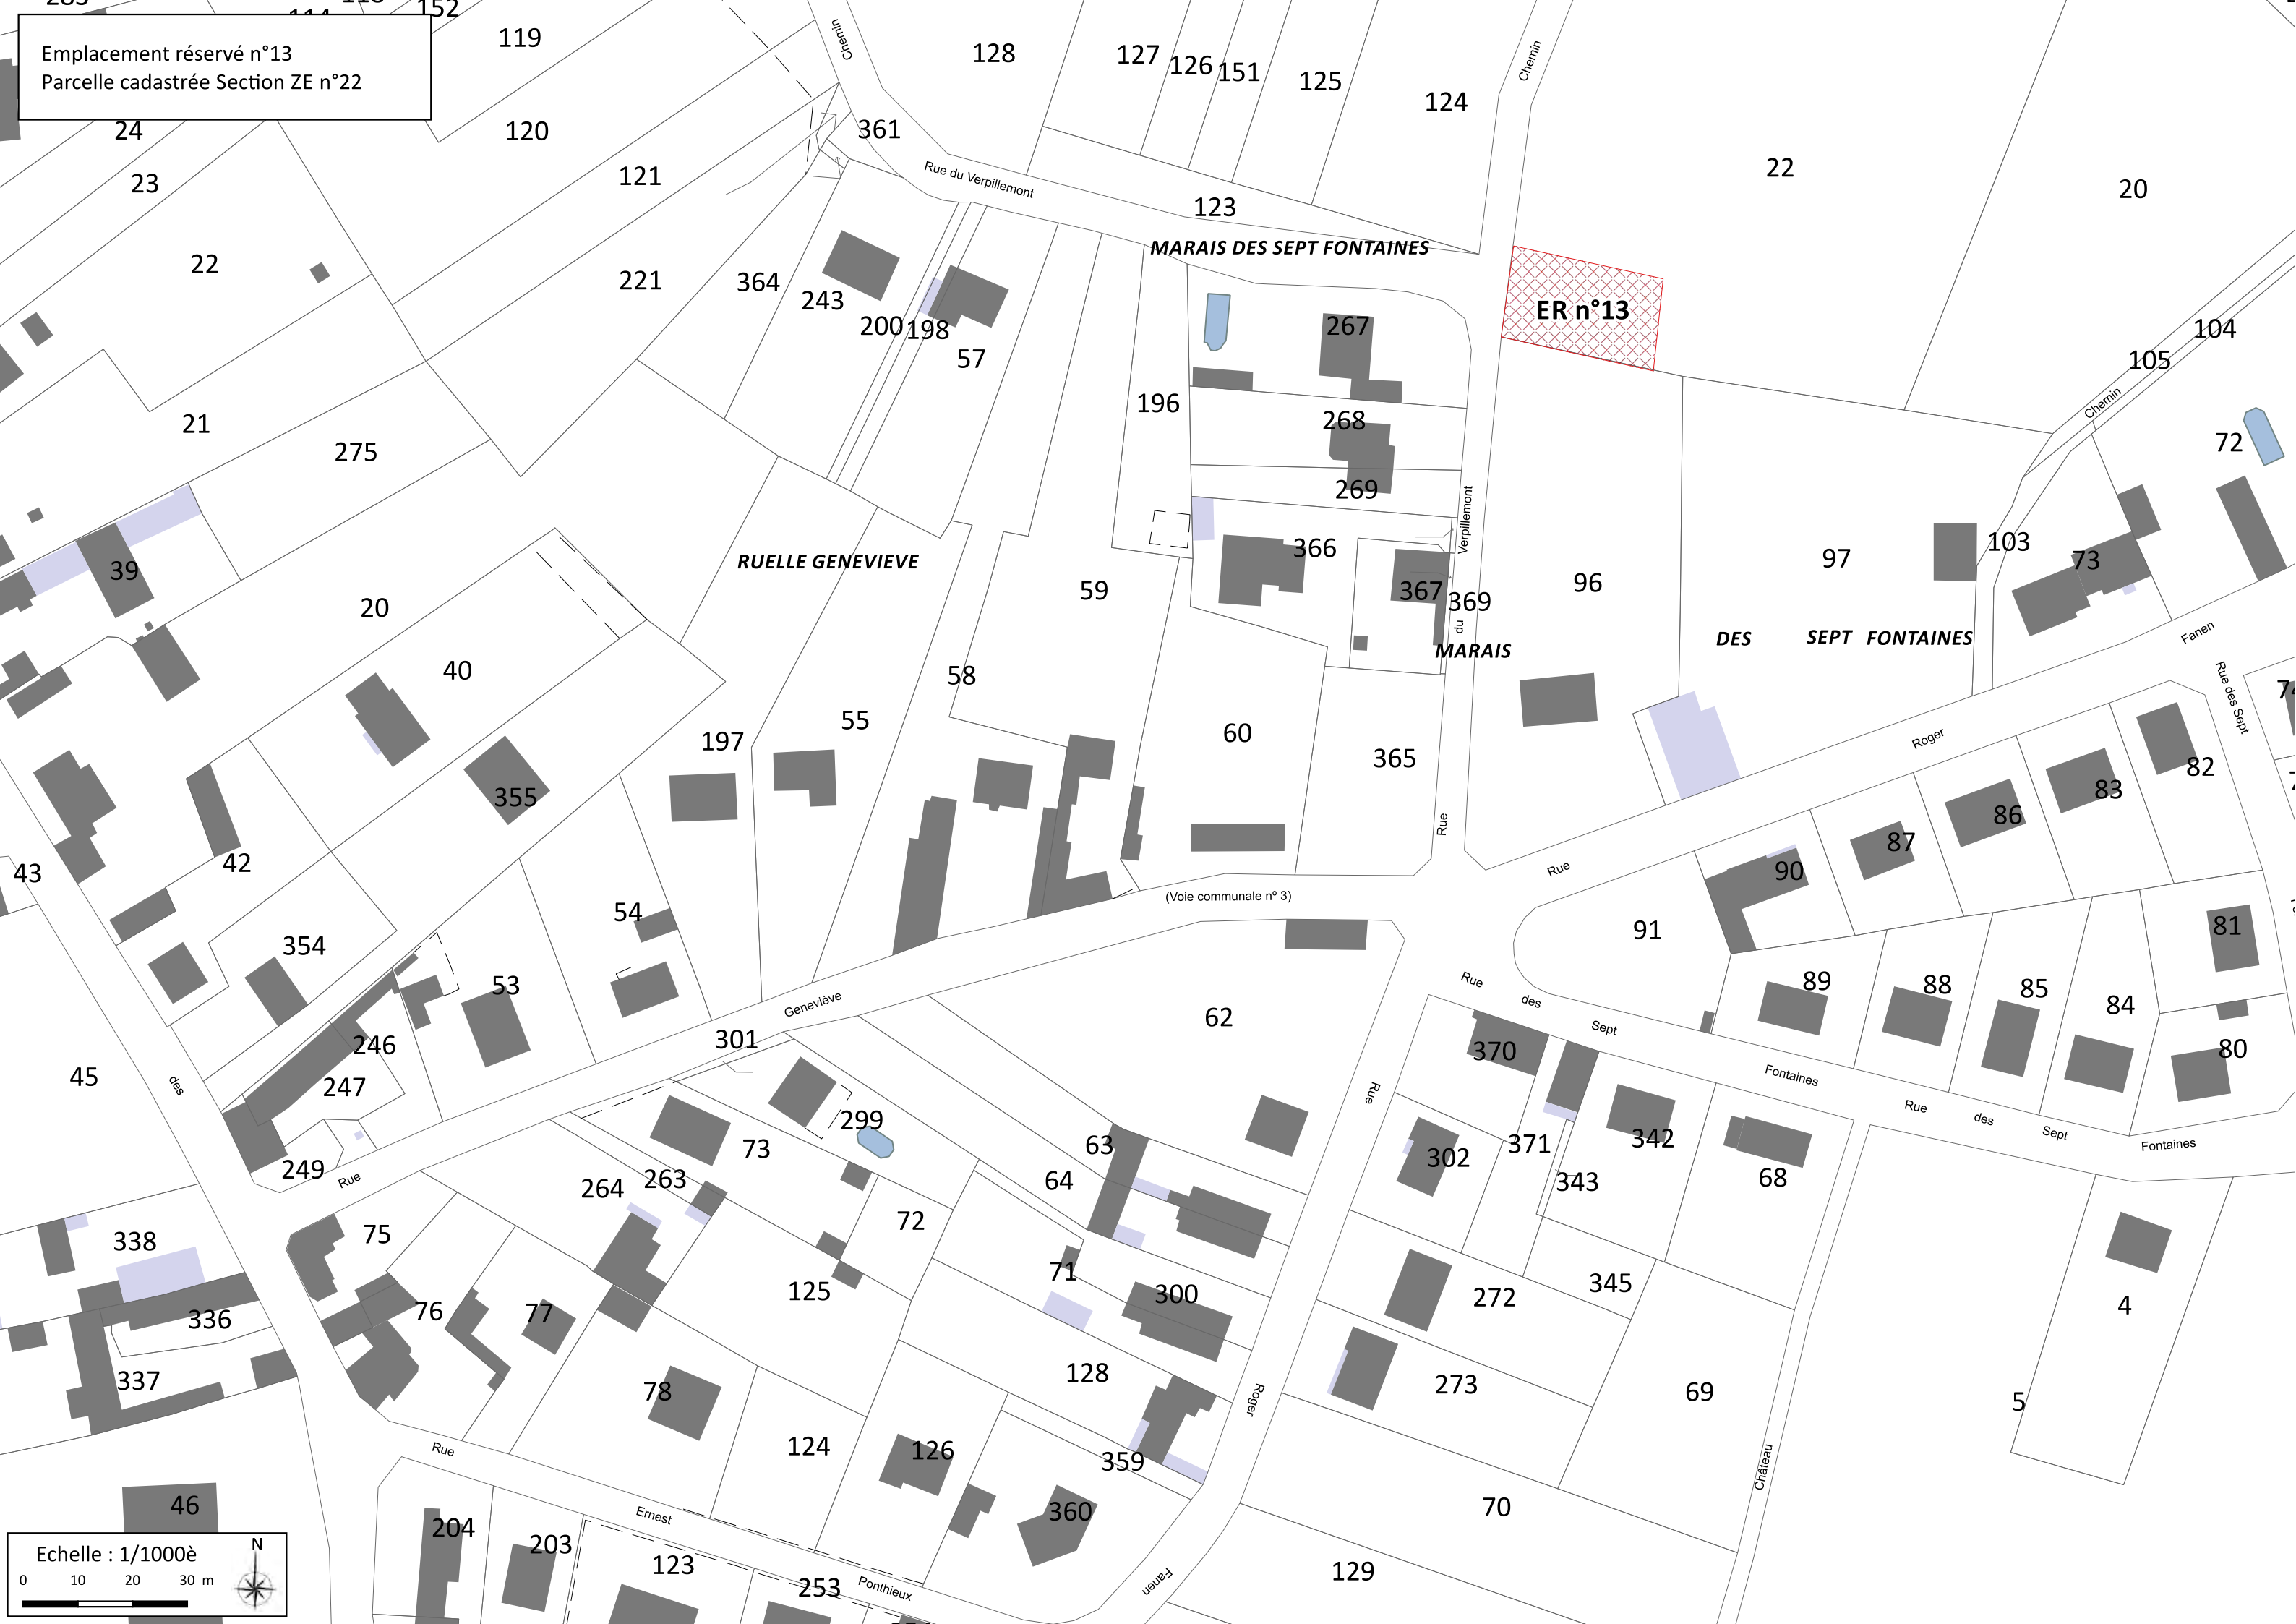 Emplacement réservé n°13
Parcelle cadastrée Section ZE n°22
152
119
128
127
126
151
125
124
Chemin
Chemin
24
120
361
22
20
23
121
Rue du Verpillemont
123
MARAIS DES SEPT FONTAINES
22
221
364
243
200
198
57
267
ER n°13
104
105
Chemin
196
268
72
21
275
269
39
RUELLE GENEVIEVE
59
366
367
369
Verpillemont
du
MARAIS
96
97
103
73
DES
SEPT
FONTAINES
Fanen
20
40
58
55
197
60
365
Rue
Roger
Rue des Sept
82
83
86
87
90
355
42
43
54
(Voie communale nº 3)
Rue
354
53
91
81
89
88
85
84
80
Rue
des
Sept
Fontaines
Rue
des
Sept
Fontaines
Geneviève
301
62
45
des
246
247
249
Rue
370
Rue
299
73
63
64
263
264
72
302
371
343
342
68
338
75
336
337
76
77
125
71
300
272
345
4
128
273
69
5
78
124
126
359
Roger
Château
Rue
46
204
203
Ernest
123
253
Ponthieux
360
Fanen
70
129
Echelle : 1/1000è
N
0 10 20 30 m